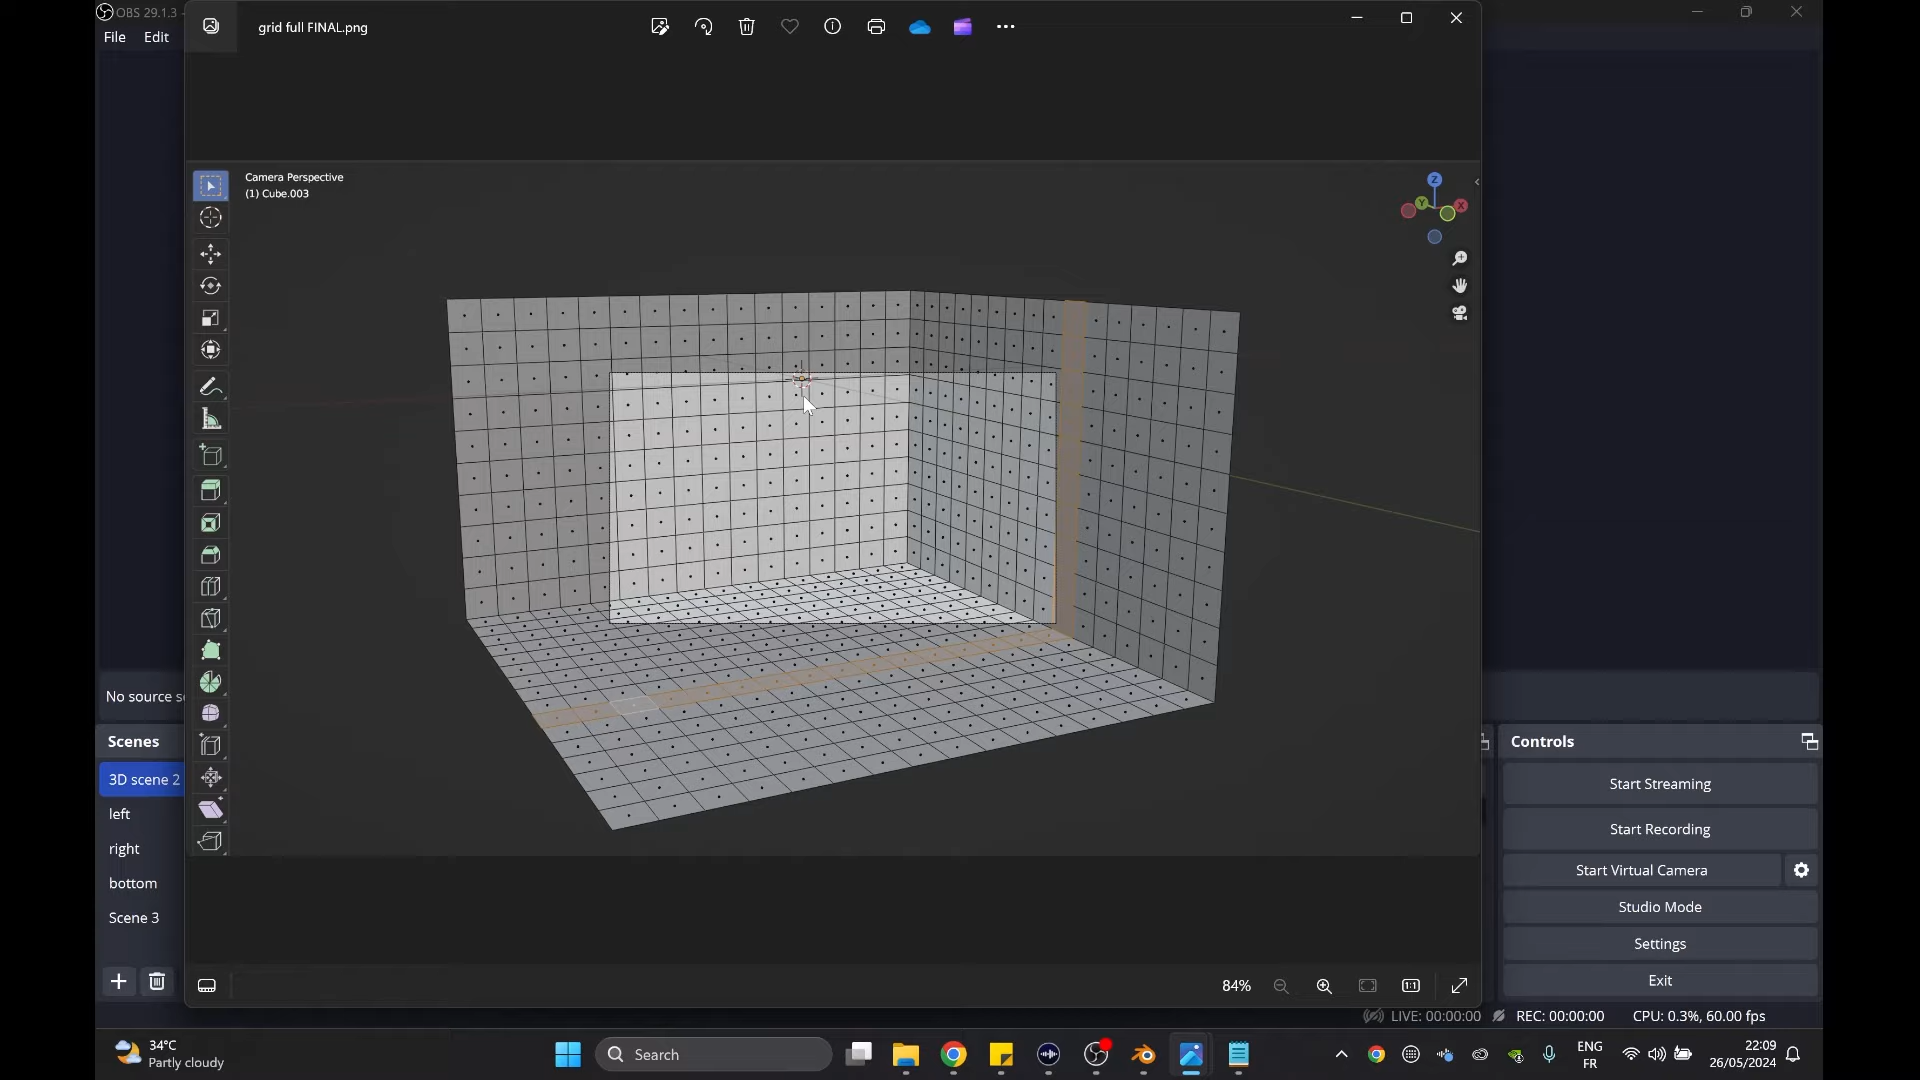 OBS 29.1.3 -
File Edit
grid full FINAL.png
Camera Perspective
(1) Cube.003
Z
Y
X
No source s
Scenes
3D scene 2
left
right
bottom
Scene 3
Controls
Start Streaming
Start Recording
Start Virtual Camera
Studio Mode
Settings
Exit
84%
1:1
LIVE: 00:00:00 REC: 00:00:00 CPU: 0.3%, 60.00 fps
34°C
Partly cloudy
Search
ENG
FR
22:09
26/05/2024